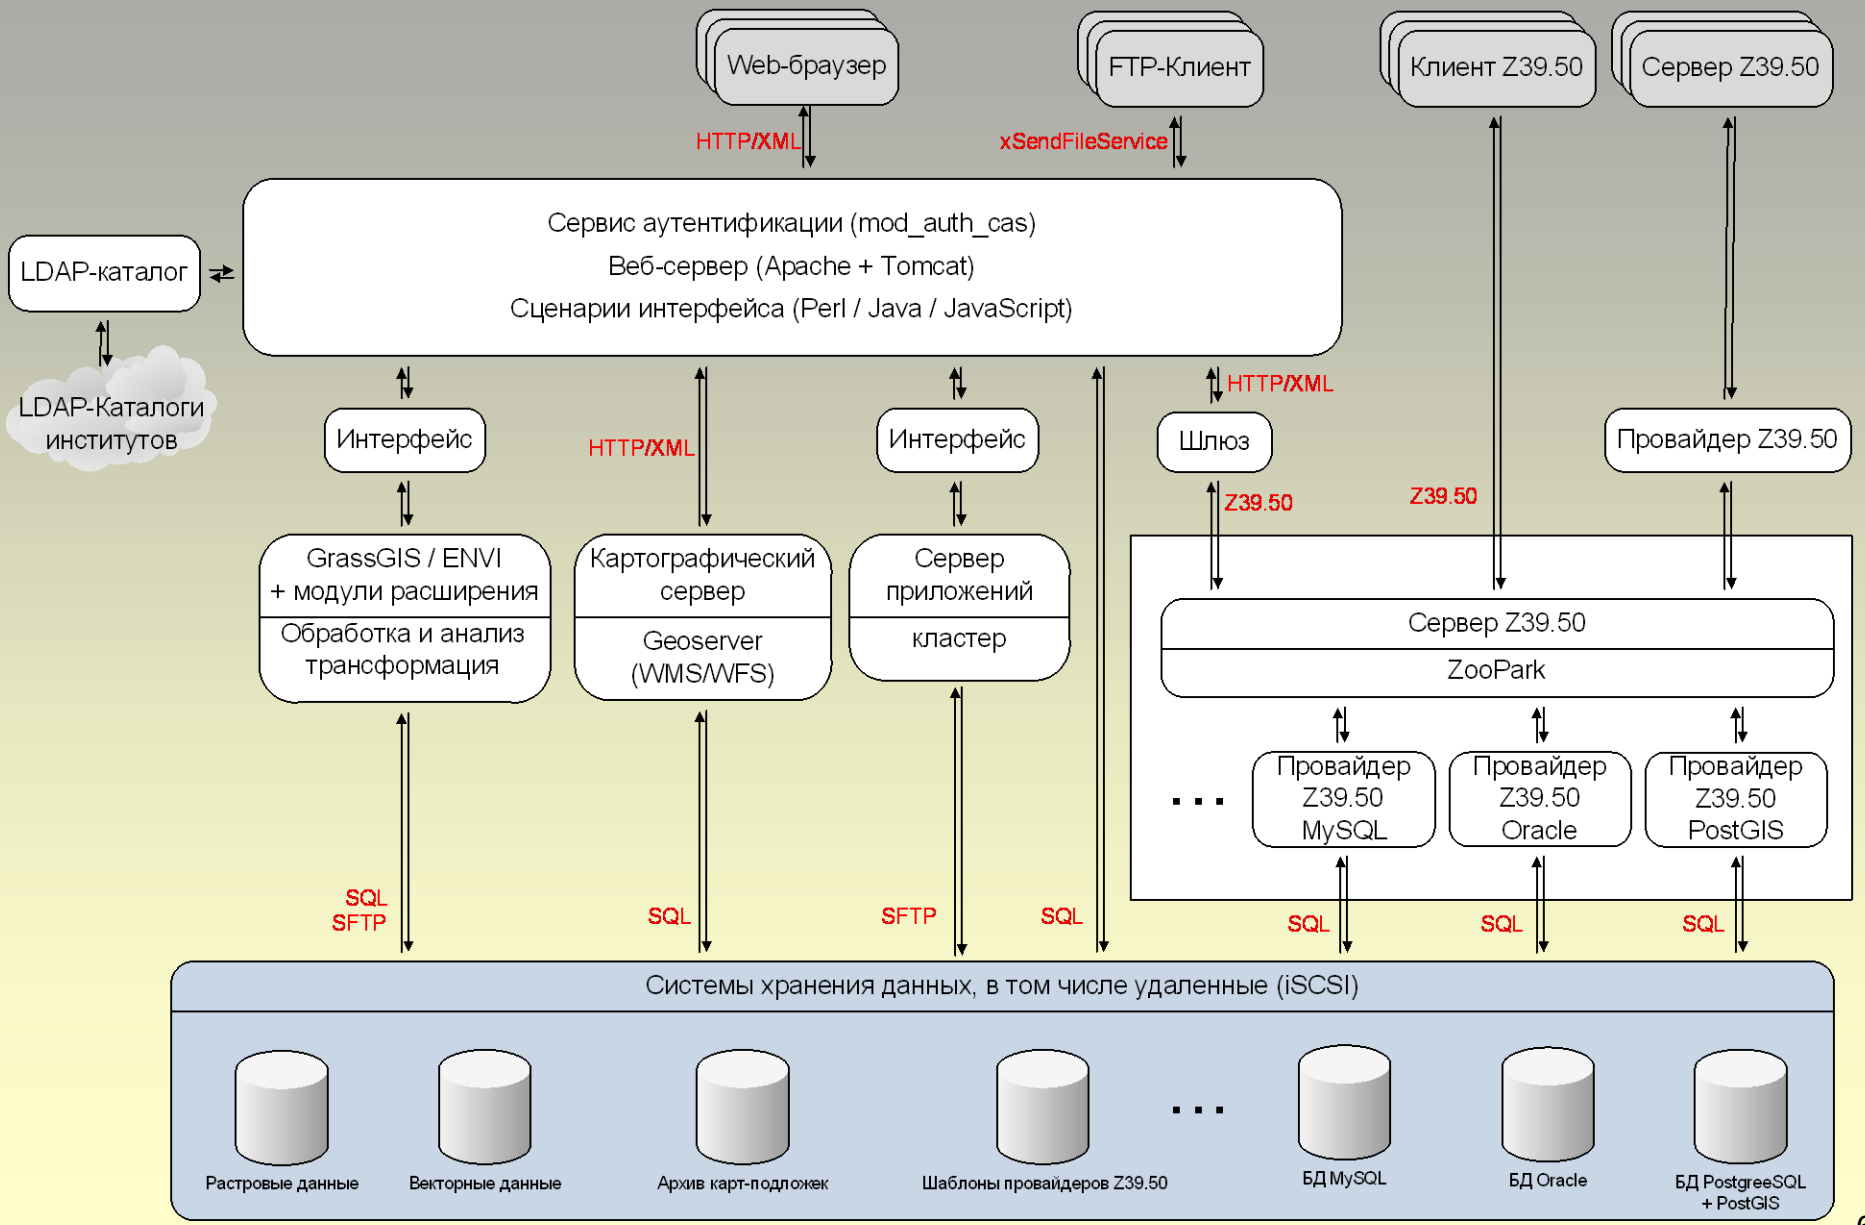 Web-браузер
FTP-Клиент
Клиент Z39.50
Сервер Z39.50
HTTP/XML
xSendFileService
Сервис аутентификации (mod_auth_cas)
Веб-сервер (Apache + Tomcat)
Сценарии интерфейса (Perl / Java / JavaScript)
LDAP-каталог
LDAP-Каталоги
институтов
HTTP/XML
Интерфейс
HTTP/XML
Интерфейс
Шлюз
Провайдер Z39.50
Z39.50
Z39.50
GrassGIS / ENVI
+ модули расширения
Обработка и анализ
трансформация
Картографический
сервер
Geoserver
(WMS/WFS)
Сервер
приложений
кластер
Сервер Z39.50
ZooPark
...
Провайдер
Z39.50
MySQL
Провайдер
Z39.50
Oracle
Провайдер
Z39.50
PostGIS
SQL
SFTP
SQL
SFTP
SQL
SQL
SQL
SQL
Системы хранения данных, в том числе удаленные (iSCSI)
...
Растровые данные
Векторные данные
Архив карт-подложек
Шаблоны провайдеров Z39.50
БД MySQL
БД Oracle
БД PostgreeSQL
+ PostGIS